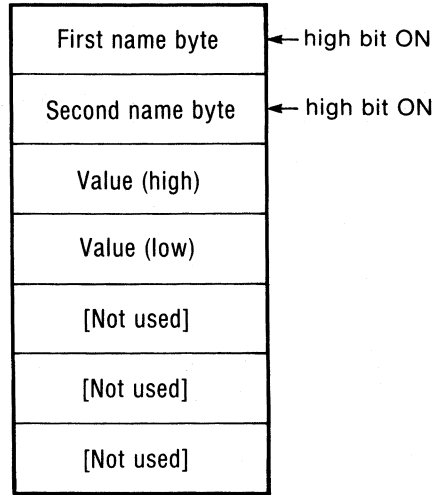 First name byte high bit ON
Second name byte high bit ON
Value (high)
Value (low)
[Not used]
[Not used]
[Not used]